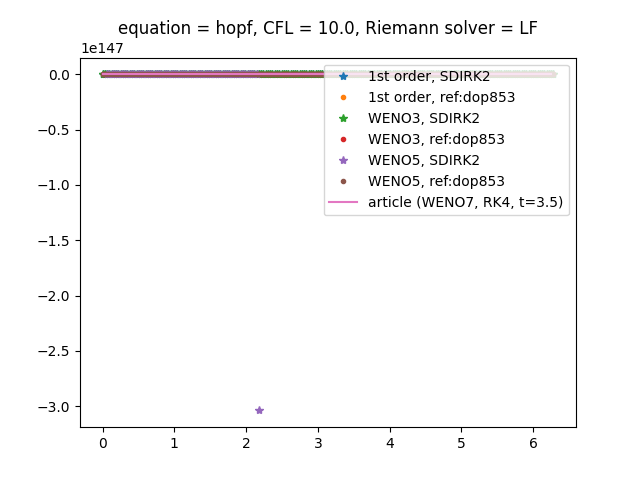 equation = hopf, CFL = 10.0, Riemann solver = LF
1e147
0.0
−0.5
−1.0
−1.5
−2.0
−2.5
−3.0
1st order, SDIRK2
1st order, ref:dop853
WENO3, SDIRK2
WENO3, ref:dop853
WENO5, SDIRK2
WENO5, ref:dop853
article (WENO7, RK4, t=3.5)
0 1 2 3 4 5 6